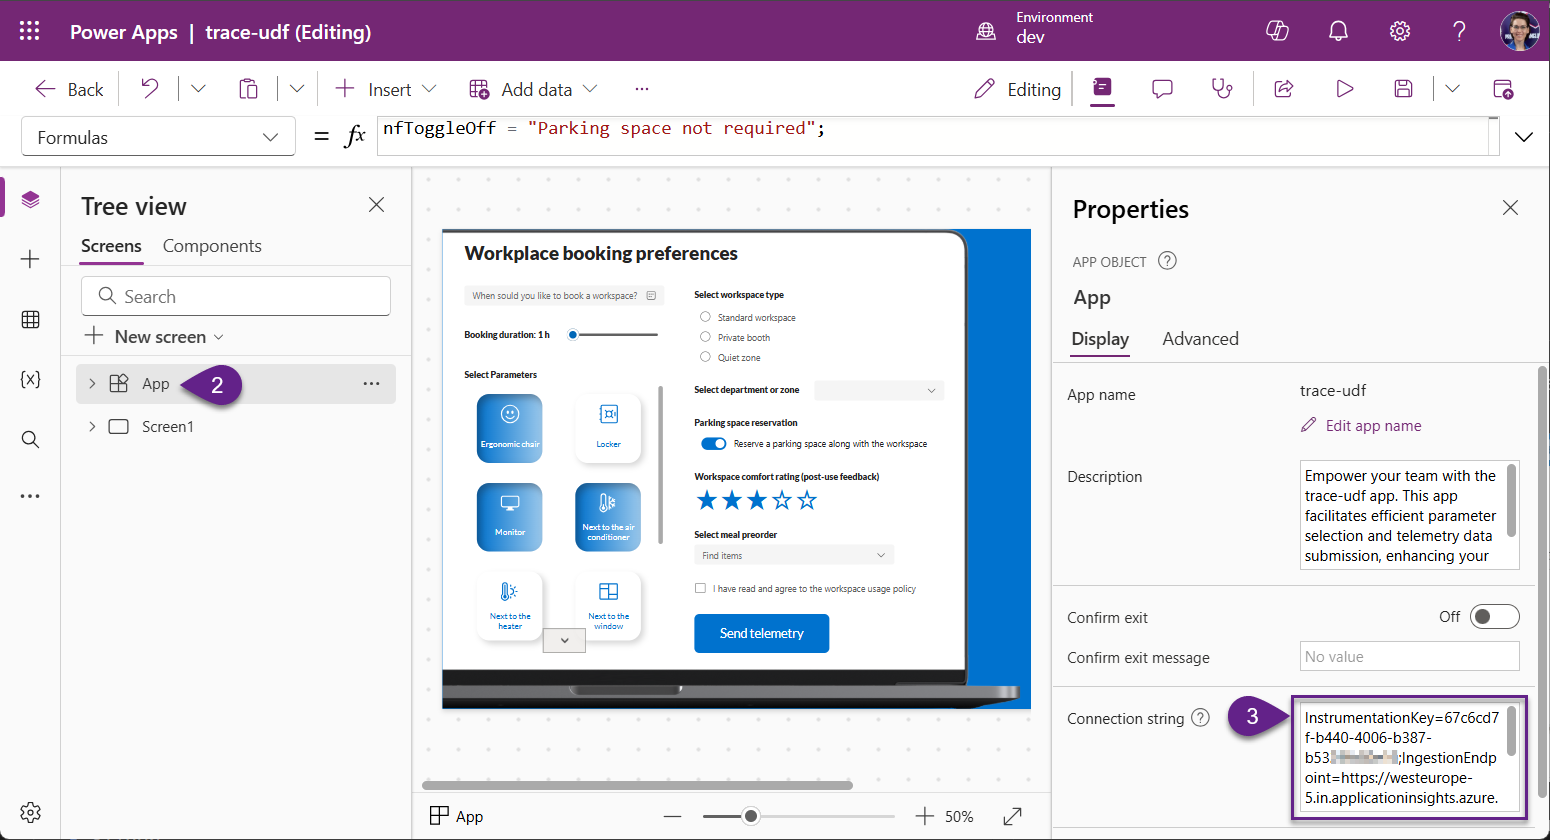 Power Apps | trace-udf (Editing)
Environment
dev
Back
Insert
Add data
...
Editing
Formulas
= fx
nfToggleOff = "Parking space not required";
Tree view
Screens
Components
Search
New screen
App
2
Screen1
Workplace booking preferences
When sould you like to book a workspace?
Booking duration: 1 h
Select Parameters
Ergonomic chair
Locker
Monitor
Next to the air
conditioner
Next to the
heater
Next to the
window
Select workspace type
Standard workspace
Private booth
Quiet zone
Select department or zone
Parking space reservation
Reserve a parking space along with the workspace
Workspace comfort rating (post-use feedback)
Select meal preorder
Find items
I have read and agree to the workspace usage policy
Send telemetry
App
50%
Properties
APP OBJECT ?
App
Display
Advanced
App name
trace-udf
Edit app name
Description
Empower your team with the
trace-udf app. This app
facilitates efficient parameter
selection and telemetry data
submission, enhancing your
Confirm exit
Off
Confirm exit message
No value
Connection string ?
3
InstrumentationKey=67c6cd7
f-b440-4006-b387-
b53 ;IngestionEndp
oint=https://westeurope-
5.in.applicationinsights.azure.